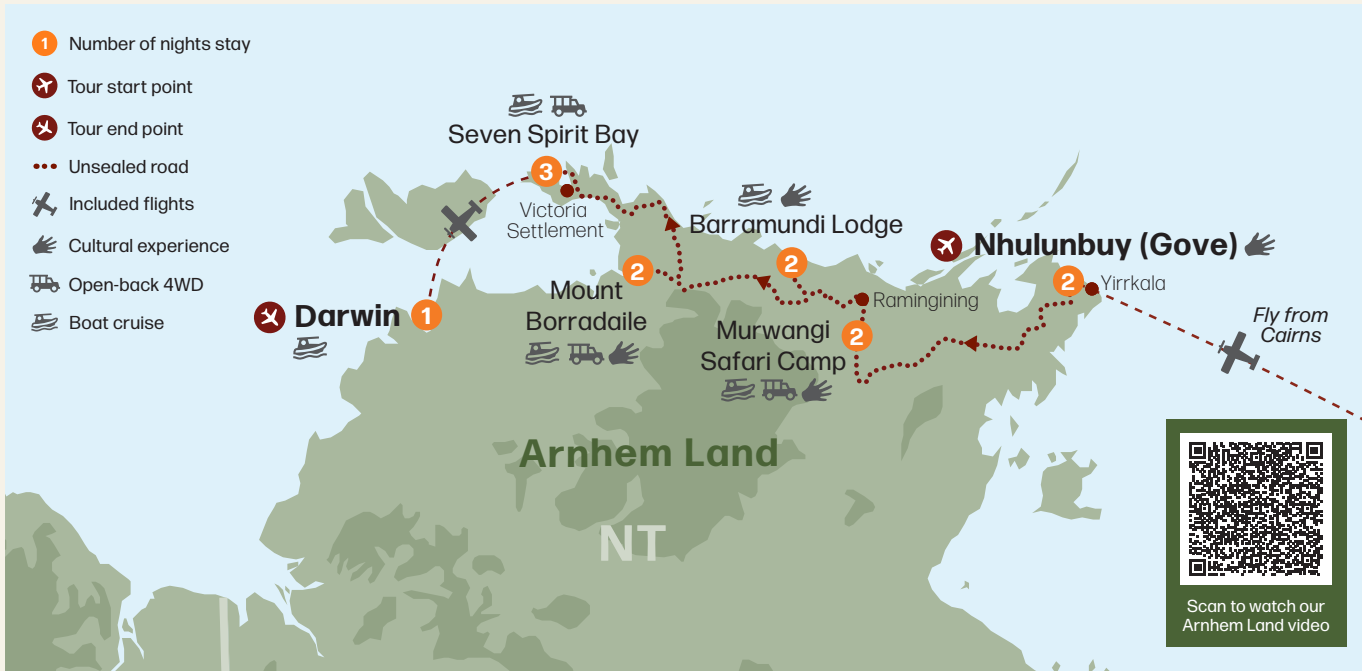 1 Number of nights stay
Tour start point
Tour end point
Unsealed road
Included flights
Cultural experience
Open-back 4WD
Boat cruise
Seven Spirit Bay
3
Victoria
Settlement
Barramundi Lodge
2
Nhulunbuy (Gove)
2
Yirrkala
Ramingining
Fly from
Cairns
2
Mount
Borradaile
Murwangi
Safari Camp
2
Darwin 1
Arnhem Land
NT
Scan to watch our
Arnhem Land video